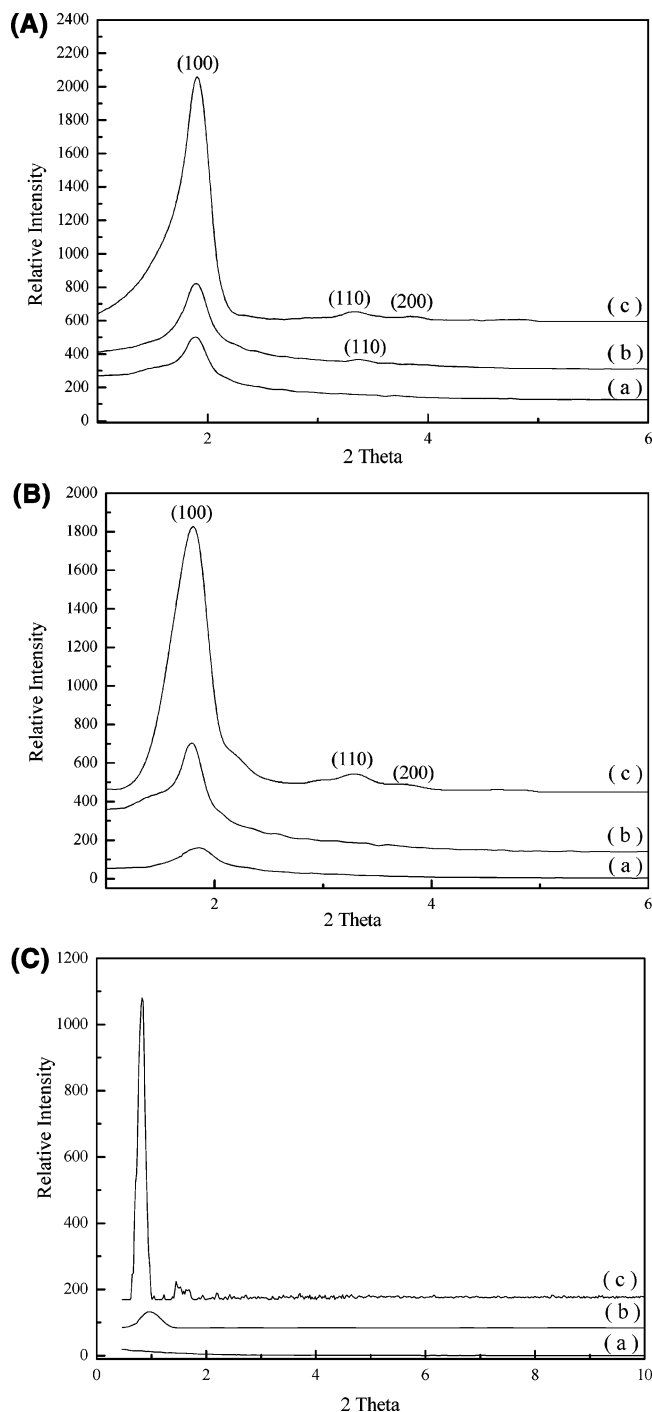 (A)
2400
2200
2000
1800
1600
1400
1200
1000
800
600
400
200
0
Relative Intensity
(100)
(110)
(200)
( c )
(110)
( b )
( a )
2
4
6
2 Theta
(B)
2000
1800
1600
1400
1200
1000
800
600
400
200
0
Relative Intensity
(100)
(110)
(200)
( c )
( b )
( a )
2
4
6
2 Theta
(C)
1200
1000
800
600
400
200
0
Relative Intensity
( c )
( b )
( a )
0
2
4
6
8
10
2 Theta